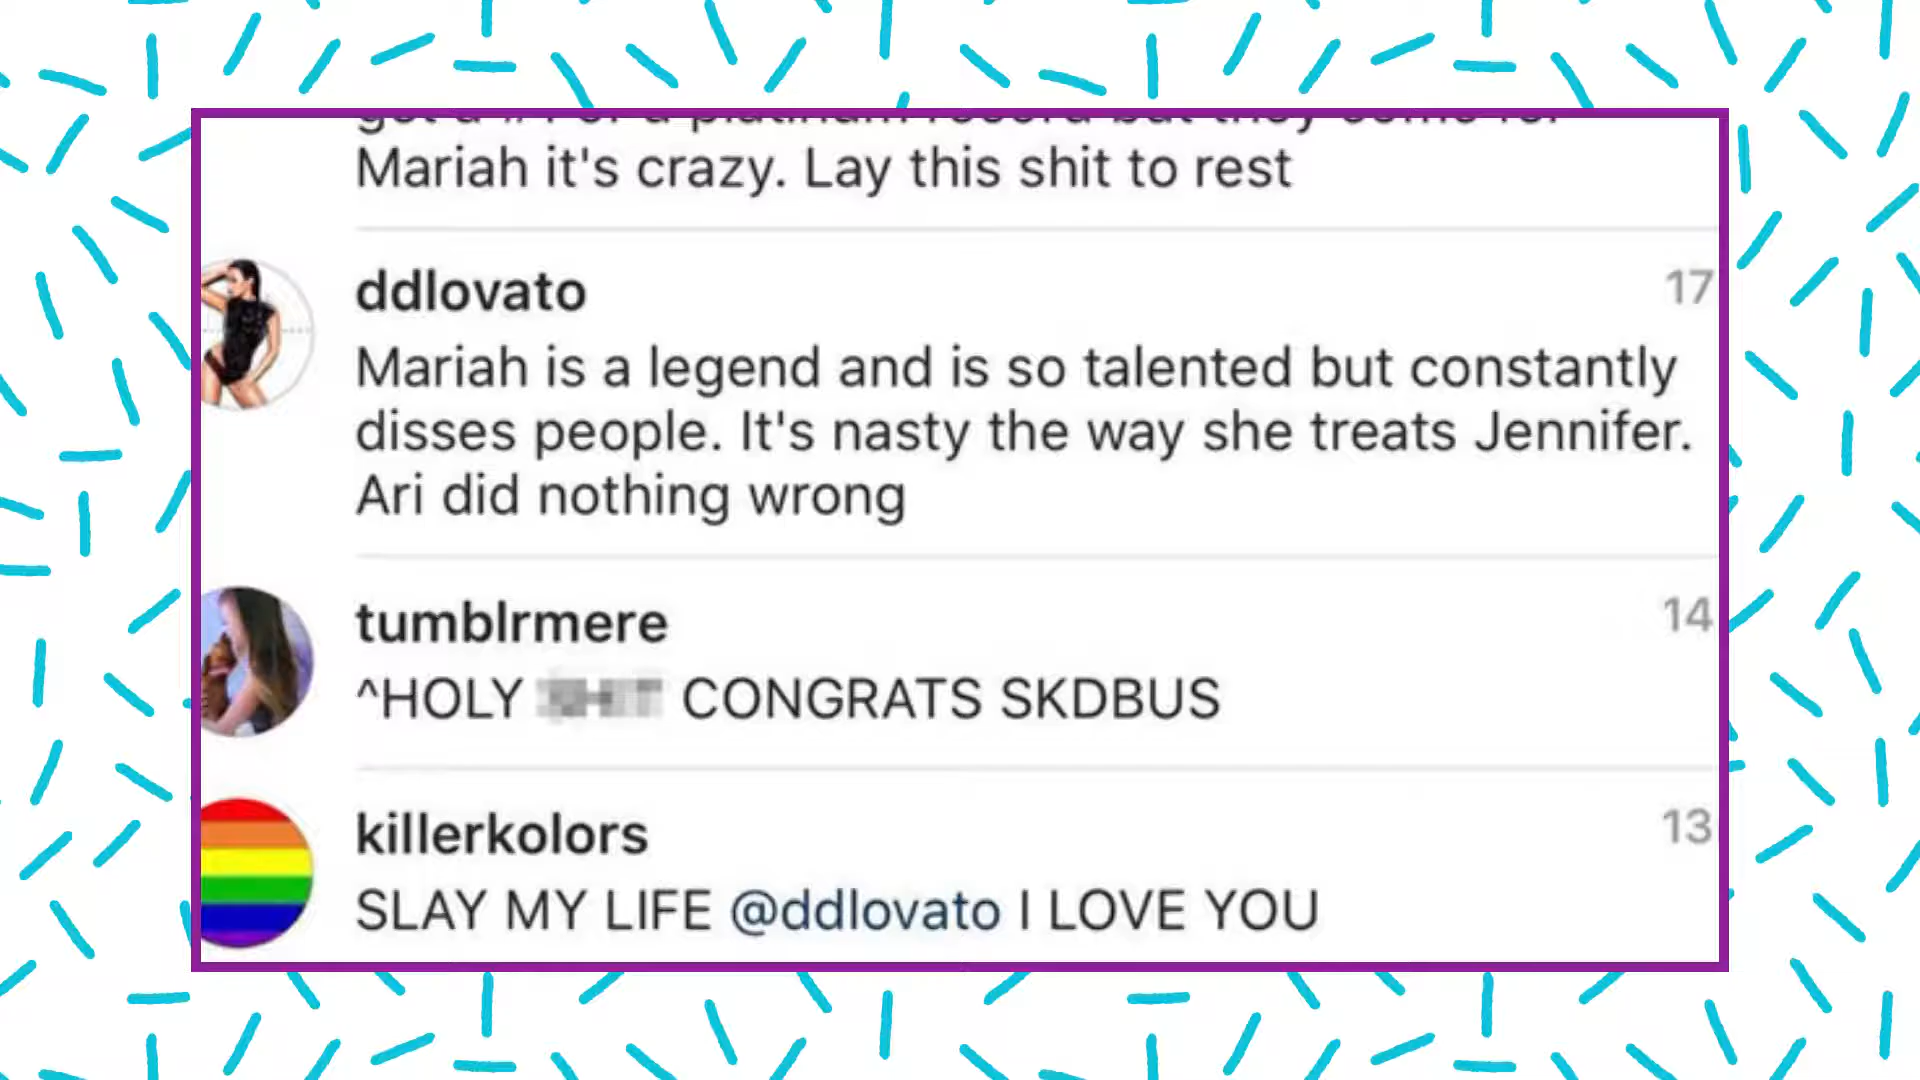 Mariah it's crazy. Lay this shit to rest
ddlovato
17
Mariah is a legend and is so talented but constantly
disses people. It's nasty the way she treats Jennifer.
Ari did nothing wrong
tumblrmere
14
^HOLY CONGRATS SKDBUS
killerkolors
13
SLAY MY LIFE @ddlovato I LOVE YOU